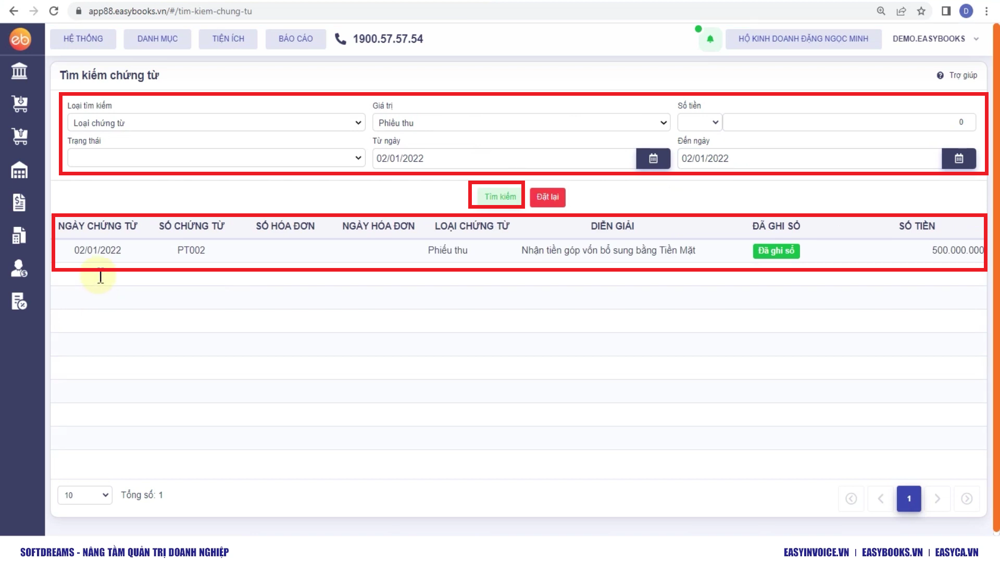 app88.easybooks.vn/#/tim-kiem-chung-tu
D
eb
HỆ THỐNG
DANH MỤC
TIỆN ÍCH
BÁO CÁO
1900.57.57.54
HỘ KINH DOANH ĐẶNG NGỌC MINH
DEMO.EASYBOOKS
Tìm kiếm chứng từ
Trợ giúp
Loại tìm kiếm
Giá trị
Số tiền
Loại chứng từ
Phiếu thu
0
Trạng thái
Từ ngày
Đến ngày
02/01/2022
02/01/2022
Tìm kiếm
Đặt lại
NGÀY CHỨNG TỪ SỐ CHỨNG TỪ SỐ HÓA ĐƠN NGÀY HÓA ĐƠN LOẠI CHỨNG TỪ DIỄN GIẢI ĐÃ GHI SỔ SỐ TIỀN
02/01/2022 PT002 Phiếu thu Nhận tiền góp vốn bổ sung bằng Tiền Mặt Đã ghi sổ 500.000.000
10
Tổng số: 1
1
SOFTDREAMS - NÂNG TẦM QUẢN TRỊ DOANH NGHIỆP
EASYINVOICE.VN | EASYBOOKS.VN | EASYCA.VN